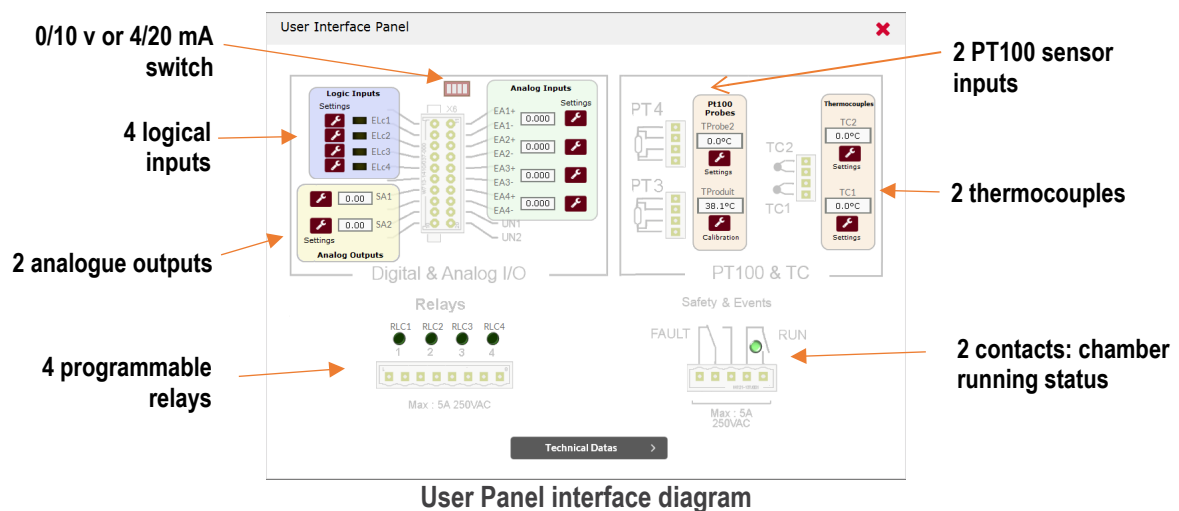 User Interface Panel
0/10 v or 4/20 mA
switch
4 logical
inputs
2 analogue outputs
4 programmable
relays
2 PT100 sensor
inputs
2 thermocouples
2 contacts: chamber
running status
Logic Inputs
Settings
ELc1
ELc2
ELc3
ELc4
0.00 SA1
0.00 SA2
Settings
Analog Outputs
X6
Analog Inputs
Settings
EA1+
0.000
EA1-
EA2+
0.000
EA2-
EA3+
0.000
EA3-
EA4+
0.000
EA4-
UN1
UN2
Digital & Analog I/O
PT4
PT3
Pt100
Probes
TProbe2
0.0°C
Settings
TProduit
38.1°C
Calibration
TC2
TC1
Thermocouples
TC2
0.0°C
Settings
TC1
0.0°C
Settings
PT100 & TC
Relays
RLC1 RLC2 RLC3 RLC4
1 2 3 4
Max : 5A 250VAC
Safety & Events
FAULT
RUN
Max : 5A
250VAC
Technical Datas >
User Panel interface diagram